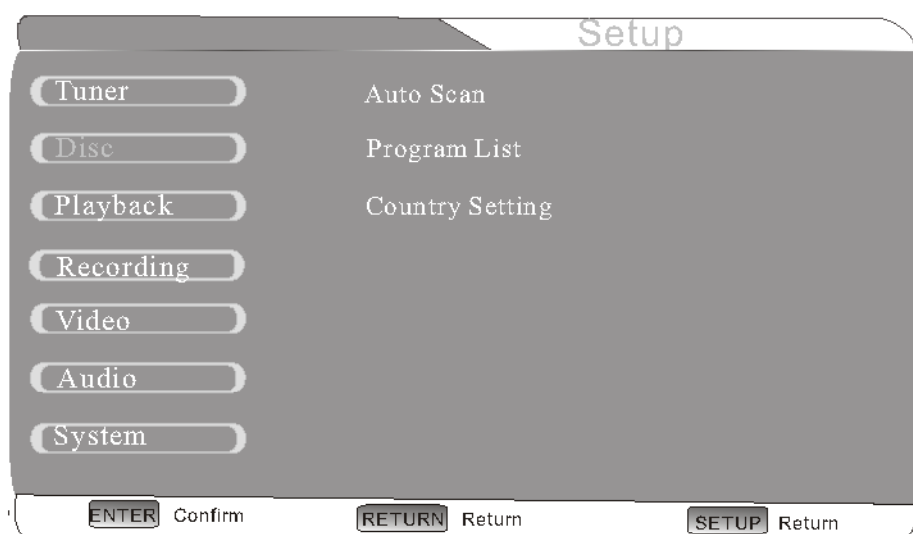 Setup
Tuner
Disc
Playback
Recording
Video
Audio
System
Auto Scan
Program List
Country Setting
ENTER Confirm
RETURN Return
SETUP Return